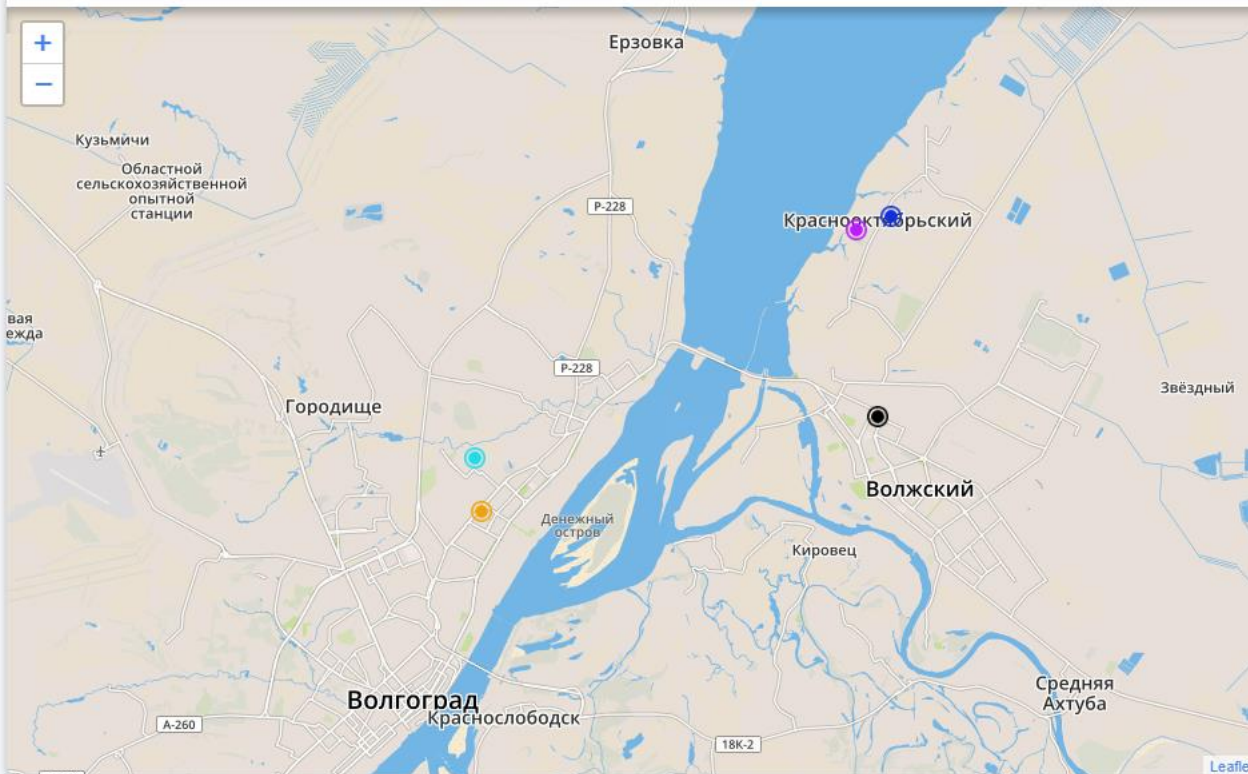 +
−
Ерзовка
Кузьмичи
Областной
сельскохозяйственной
опытной
станции
Р-228
Краснооктябрьский
вая
ежда
Р-228
Звёздный
Городище
Волжский
Денежный
остров
Кировец
Средняя
Ахтуба
Волгоград
Краснослободск
А-260
18К-2
Leafle